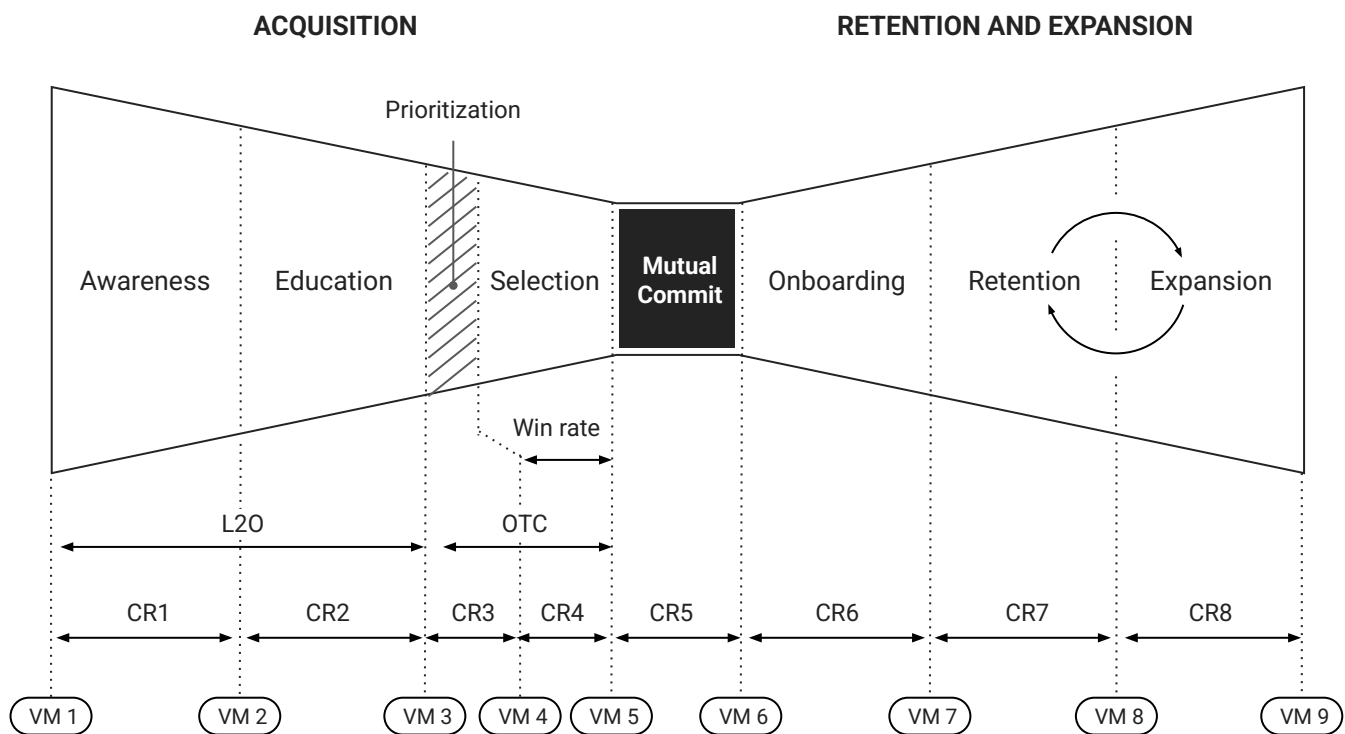 ACQUISITION
RETENTION AND EXPANSION
Prioritization
Awareness
Education
Selection
Mutual
Commit
Onboarding
Retention
Expansion
Win rate
L2O
OTC
CR1
CR2
CR3
CR4
CR5
CR6
CR7
CR8
VM 1
VM 2
VM 3
VM 4
VM 5
VM 6
VM 7
VM 8
VM 9